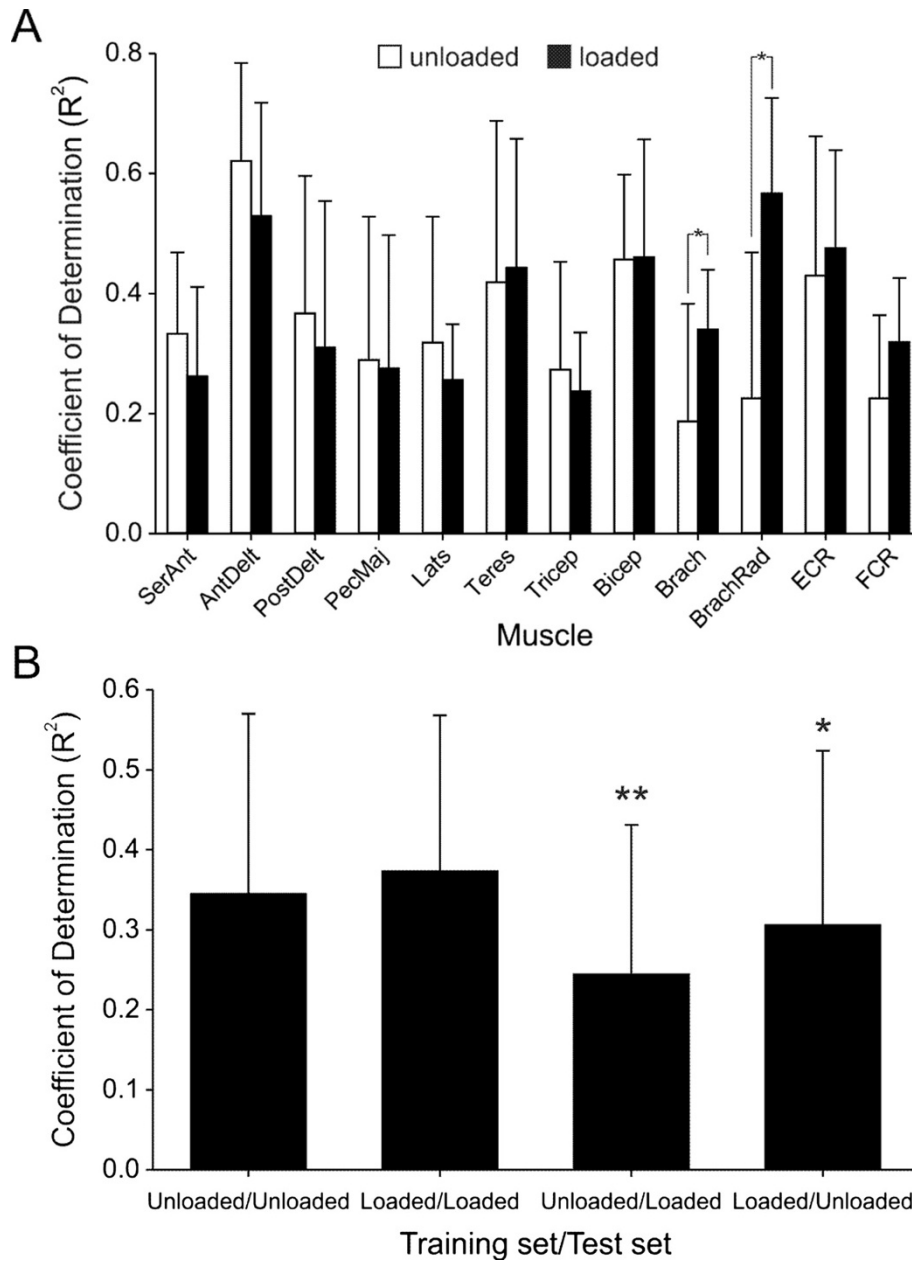 A
unloaded loaded
Coefficient of Determination (R²)
0.8
0.6
0.4
0.2
0.0
*
*
SerAnt
AntDelt
PostDelt
PecMaj
Lats
Teres
Tricep
Bicep
Brach
BrachRad
ECR
FCR
Muscle
B
Coefficient of Determination (R²)
0.6
0.5
0.4
0.3
0.2
0.1
0.0
**
*
Unloaded/Unloaded Loaded/Loaded Unloaded/Loaded Loaded/Unloaded
Training set/Test set